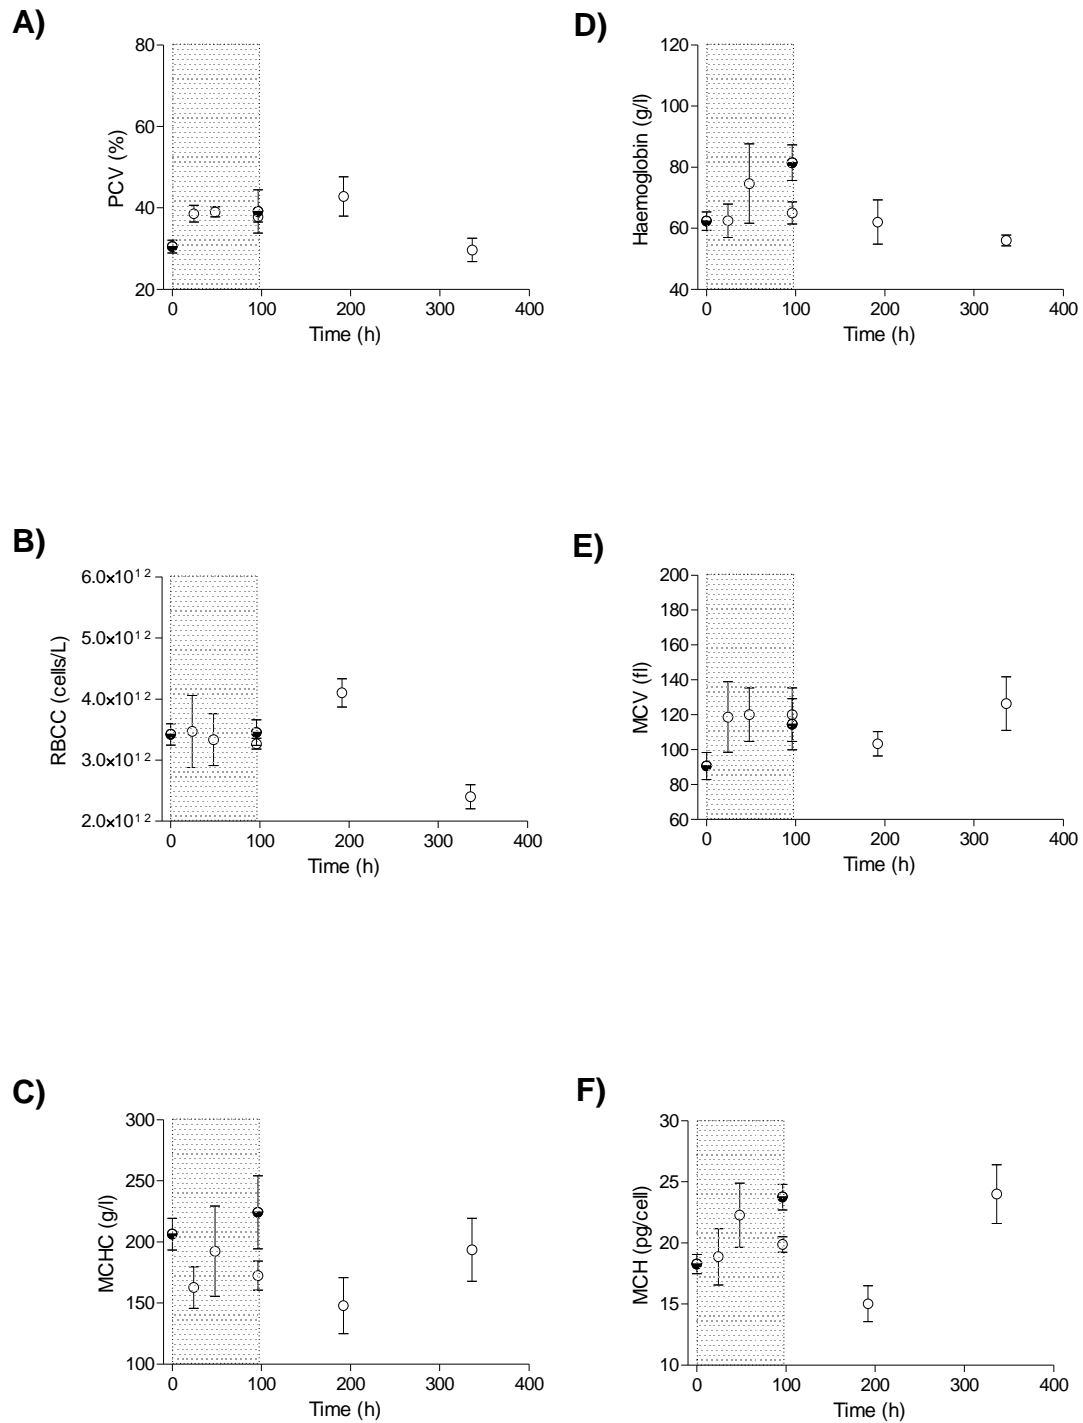 A)
80
60
40
20
PCV (%)
0 100 200 300 400
Time (h)
D)
120
100
80
60
40
Haemoglobin (g/l)
0 100 200 300 400
Time (h)
B)
6.0×10¹²
5.0×10¹²
4.0×10¹²
3.0×10¹²
2.0×10¹²
RBCC (cells/L)
0 100 200 300 400
Time (h)
E)
200
180
160
140
120
100
80
60
MCV (fl)
0 100 200 300 400
Time (h)
C)
300
250
200
150
100
MCHC (g/l)
0 100 200 300 400
Time (h)
F)
30
25
20
15
10
MCH (pg/cell)
0 100 200 300 400
Time (h)